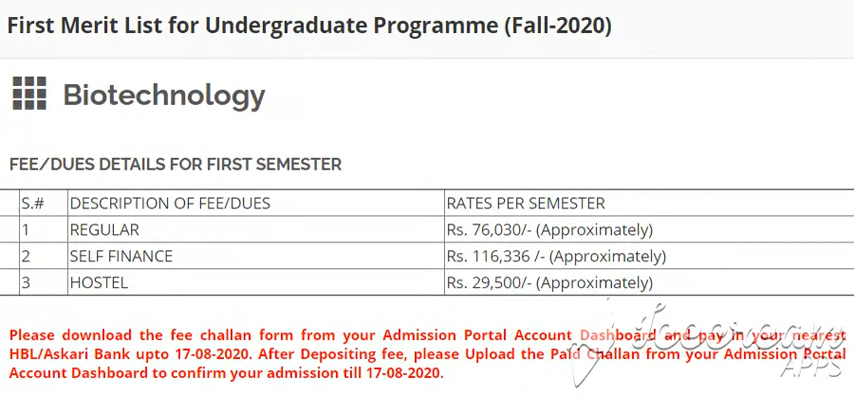 First Merit List for Undergraduate Programme (Fall-2020)
Biotechnology
FEE/DUES DETAILS FOR FIRST SEMESTER
S.# DESCRIPTION OF FEE/DUES RATES PER SEMESTER
1 REGULAR Rs. 76,030/- (Approximately)
2 SELF FINANCE Rs. 116,336 /- (Approximately)
3 HOSTEL Rs. 29,500/- (Approximately)
Please download the fee challan form from your Admission Portal Account Dashboard and pay in your nearest
HBL/Askari Bank upto 17-08-2020. After Depositing fee, please Upload the Paid Challan from your Admission Portal
Account Dashboard to confirm your admission till 17-08-2020.
APPS